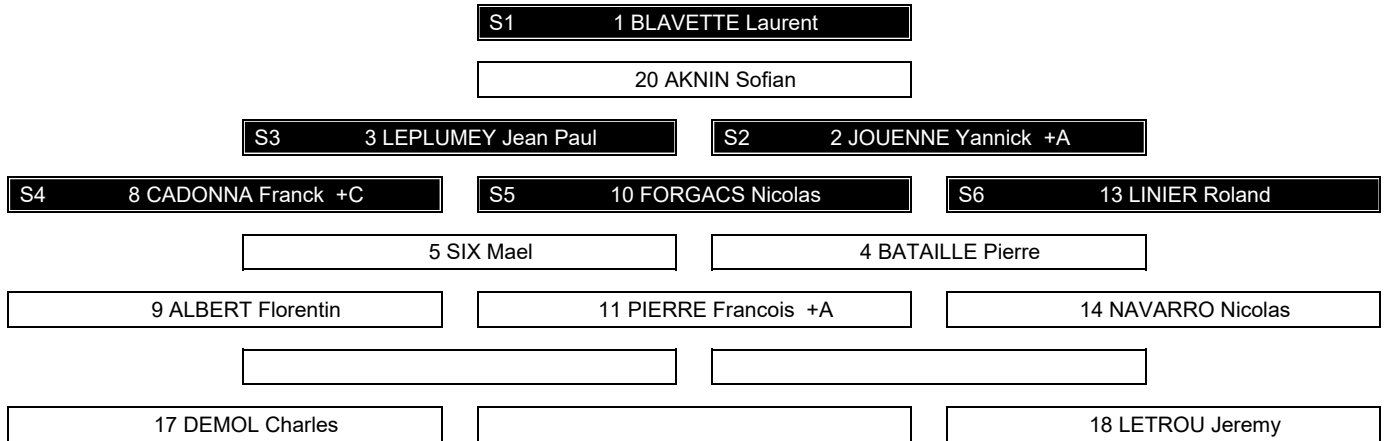 S1 1 BLAVETTE Laurent
20 AKNIN Sofian
S3 3 LEPLUMEY Jean Paul S2 2 JOUENNE Yannick +A
S4 8 CADONNA Franck +C S5 10 FORGACS Nicolas S6 13 LINIER Roland
5 SIX Mael 4 BATAILLE Pierre
9 ALBERT Florentin 11 PIERRE Francois +A 14 NAVARRO Nicolas
17 DEMOL Charles 18 LETROU Jeremy